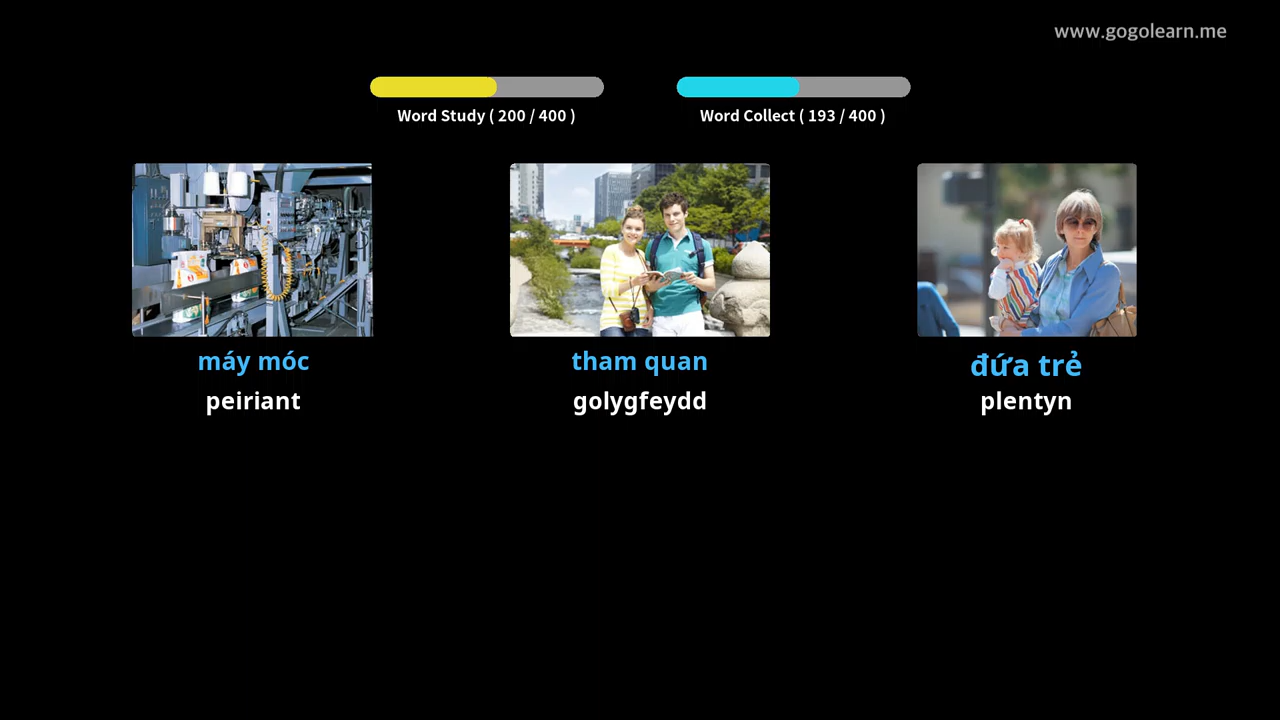 www.gogolearn.me
Word Study ( 200 / 400 )
Word Collect ( 193 / 400 )
máy móc
tham quan
đứa trẻ
peiriant
golygfeydd
plentyn